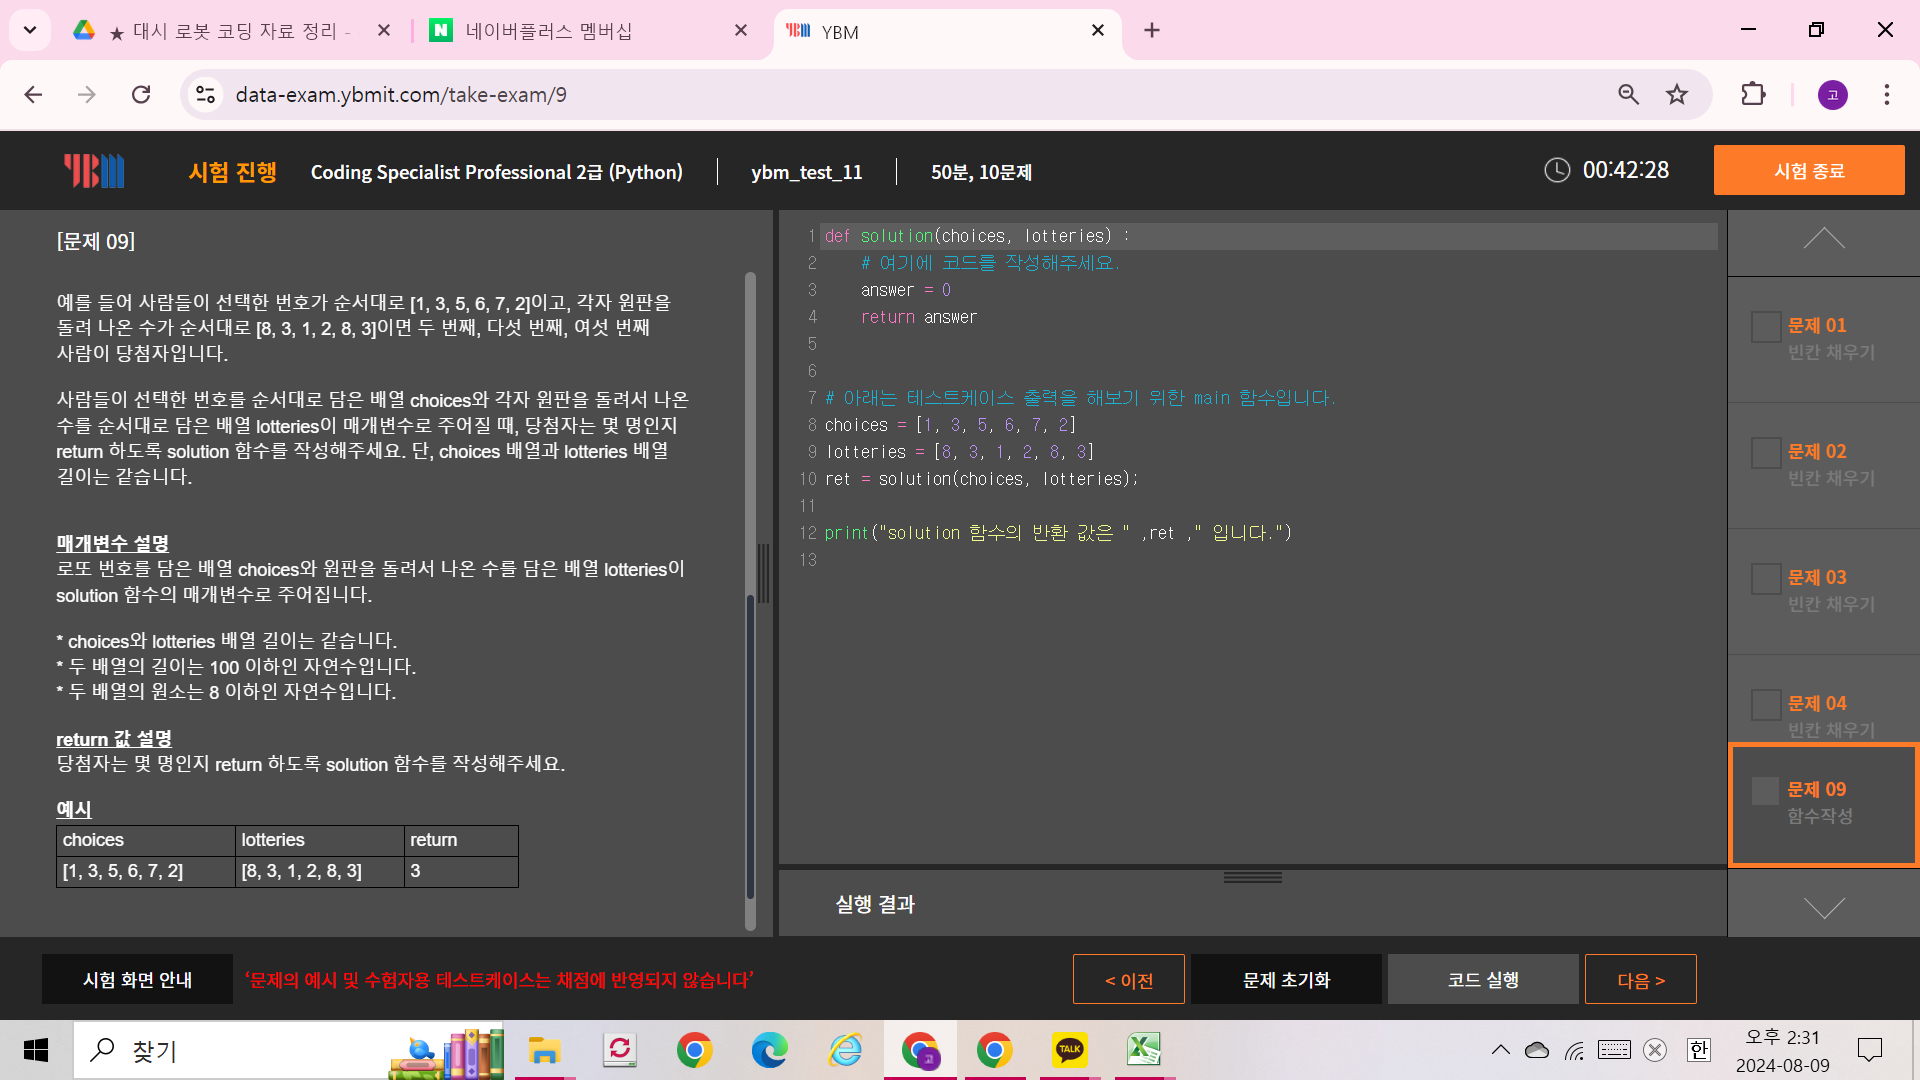 ★ 대시 로봇 코딩 자료 정리 -
네이버플러스 멤버십
YBM
data-exam.ybmit.com/take-exam/9
고
YBM
시험 진행
Coding Specialist Professional 2급 (Python)
ybm_test_11
50분, 10문제
00:42:28
시험 종료
[문제 09]
예를 들어 사람들이 선택한 번호가 순서대로 [1, 3, 5, 6, 7, 2]이고, 각자 원판을
돌려 나온 수가 순서대로 [8, 3, 1, 2, 8, 3]이면 두 번째, 다섯 번째, 여섯 번째
사람이 당첨자입니다.
사람들이 선택한 번호를 순서대로 담은 배열 choices와 각자 원판을 돌려서 나온
수를 순서대로 담은 배열 lotteries이 매개변수로 주어질 때, 당첨자는 몇 명인지
return 하도록 solution 함수를 작성해주세요. 단, choices 배열과 lotteries 배열
길이는 같습니다.
매개변수 설명
로또 번호를 담은 배열 choices와 원판을 돌려서 나온 수를 담은 배열 lotteries이
solution 함수의 매개변수로 주어집니다.
* choices와 lotteries 배열 길이는 같습니다.
* 두 배열의 길이는 100 이하인 자연수입니다.
* 두 배열의 원소는 8 이하인 자연수입니다.
return 값 설명
당첨자는 몇 명인지 return 하도록 solution 함수를 작성해주세요.
예시
choices lotteries return
[1, 3, 5, 6, 7, 2] [8, 3, 1, 2, 8, 3] 3
1 def solution(choices, lotteries) :
2 # 여기에 코드를 작성해주세요.
3 answer = 0
4 return answer
5
6
7 # 아래는 테스트케이스 출력을 해보기 위한 main 함수입니다.
8 choices = [1, 3, 5, 6, 7, 2]
9 lotteries = [8, 3, 1, 2, 8, 3]
10 ret = solution(choices, lotteries);
11
12 print("solution 함수의 반환 값은 " ,ret ," 입니다.")
13
실행 결과
문제 01
빈칸 채우기
문제 02
빈칸 채우기
문제 03
빈칸 채우기
문제 04
빈칸 채우기
문제 09
함수작성
시험 화면 안내
‘문제의 예시 및 수험자용 테스트케이스는 채점에 반영되지 않습니다’
< 이전
문제 초기화
코드 실행
다음 >
찾기
TALK
한
오후 2:31
2024-08-09